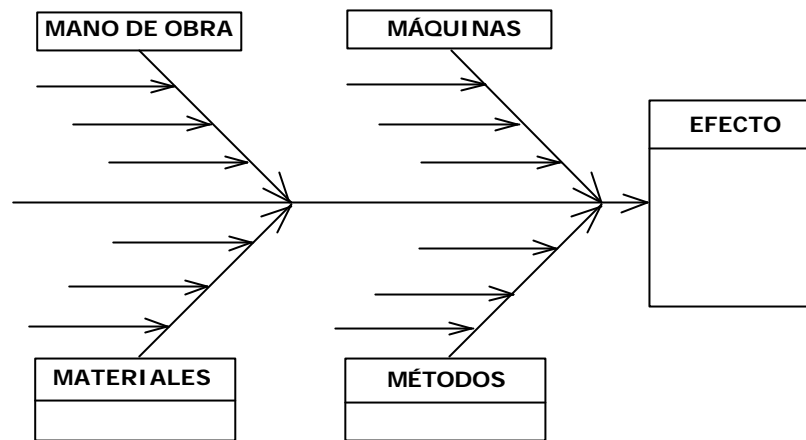 MANO DE OBRA
MÁQUINAS
EFECTO
MATERIALES
MÉTODOS